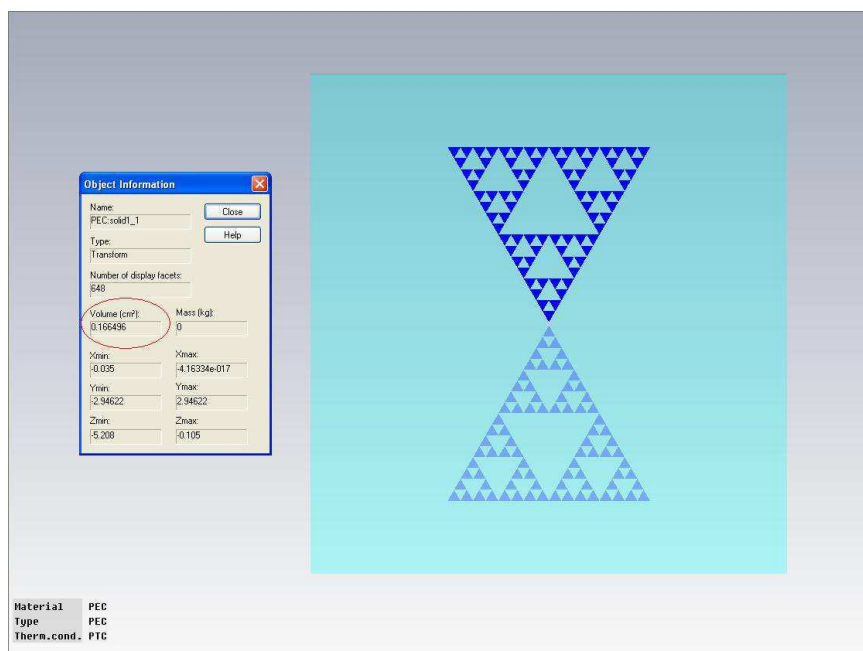 Object Information
Name:
PEC:solid1_1
Close
Type:
Help
Transform
Number of display facets:
648
Volume (cm³): Mass (kg):
0.166496 0
Xmin: Xmax:
-0.035 -4.16334e-017
Ymin: Ymax:
-2.94622 2.94622
Zmin: Zmax:
-5.208 -0.105
Material PEC
Type PEC
Therm.cond. PTC